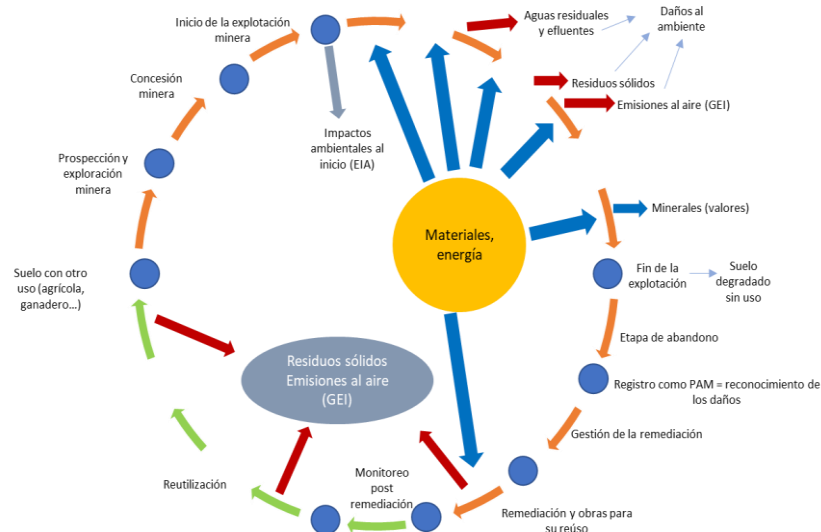 Inicio de la explotación
minera
Aguas residuales
y efluentes
Daños al
ambiente
Concesión
minera
Residuos sólidos
Emisiones al aire (GEI)
Impactos
ambientales al
inicio (EIA)
Prospección y
exploración
minera
Materiales,
energía
Minerales (valores)
Suelo con otro
uso (agrícola,
ganadero...)
Fin de la
explotación
Suelo
degradado
sin uso
Etapa de abandono
Residuos sólidos
Emisiones al aire
(GEI)
Registro como PAM = reconocimiento de
los daños
Gestión de la remediación
Reutilización
Monitoreo
post
remediación
Remediación y obras para
su reúso